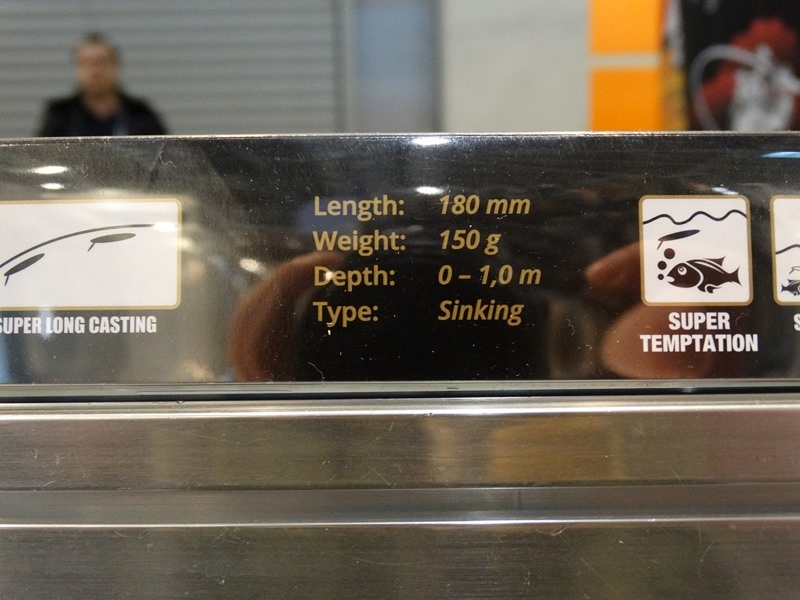 SUPER LONG CASTING
Length: 180 mm
Weight: 150 g
Depth: 0 – 1,0 m
Type: Sinking
SUPER
TEMPTATION